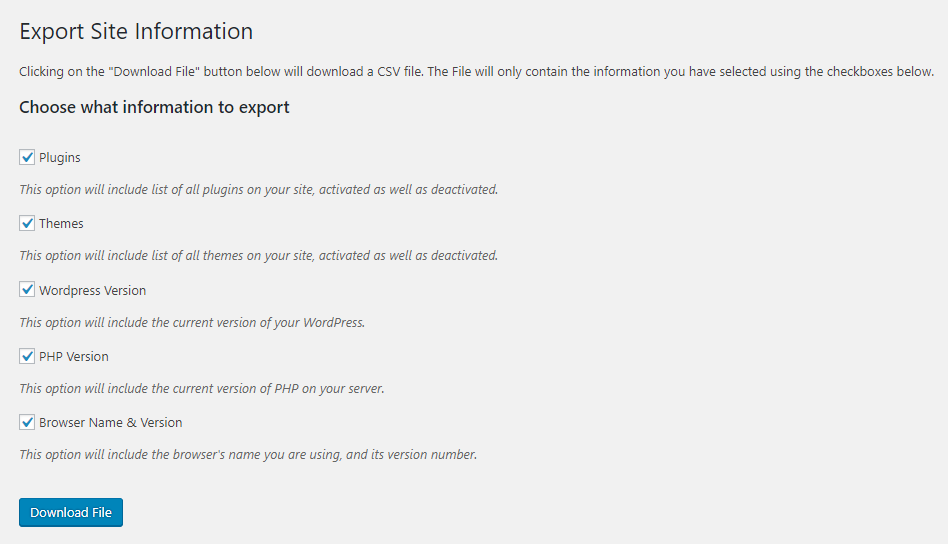 Export Site Information
Clicking on the "Download File" button below will download a CSV file. The File will only contain the information you have selected using the checkboxes below.
Choose what information to export
Plugins
This option will include list of all plugins on your site, activated as well as deactivated.
Themes
This option will include list of all themes on your site, activated as well as deactivated.
Wordpress Version
This option will include the current version of your WordPress.
PHP Version
This option will include the current version of PHP on your server.
Browser Name & Version
This option will include the browser's name you are using, and its version number.
Download File